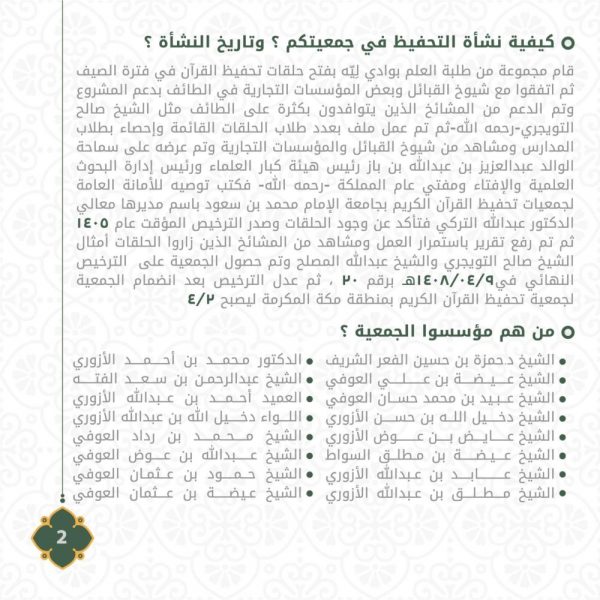 كيفية نشأة التحفيظ في جمعيتكم ؟ وتاريخ النشأة ؟
قام مجموعة من طلبة العلم بوادي ليّه بفتح حلقات تحفيظ القرآن في فترة الصيف
ثم اتفقوا مع شيوخ القبائل وبعض المؤسسات التجارية في الطائف بدعم المشروع
وتم الدعم من المشائخ الذين يتوافدون بكثرة على الطائف مثل الشيخ صالح
التويجري-رحمه الله-ثم تم عمل ملف بعدد طلاب الحلقات القائمة وإحصاء بطلاب
المدارس ومشاهد من شيوخ القبائل والمؤسسات التجارية وتم عرضه على سماحة
الوالد عبدالعزيز بن عبدالله بن باز رئيس هيئة كبار العلماء ورئيس إدارة البحوث
العلمية والإفتاء ومفتي عام المملكة -رحمه الله- فكتب توصيه للأمانة العامة
لجمعيات تحفيظ القرآن الكريم بجامعة الإمام محمد بن سعود باسم مديرها معالي
الدكتور عبدالله التركي فتأكد عن وجود الحلقات وصدر الترخيص المؤقت عام ١٤٠٥
ثم تم رفع تقرير باستمرار العمل ومشاهد من المشائخ الذين زاروا الحلقات أمثال
الشيخ صالح التويجري والشيخ عبدالله المصلح وتم حصول الجمعية على الترخيص
النهائي في ١٤٠٨/٠٤/٩هـ برقم ٢٠ ، ثم عدل الترخيص بعد انضمام الجمعية
لجمعية تحفيظ القرآن الكريم بمنطقة مكة المكرمة ليصبح ٤/٢
من هم مؤسسوا الجمعية ؟
الشيخ د.حمزة بن حسين الفعر الشريف
الشيخ عيضة بن علي العوفي
الشيخ عبيد بن محمد حسان العوفي
الشيخ دخيل الله بن حسن الأزوري
الشيخ عايض بن عوض الأزوري
الشيخ عيضة بن مطلق السواط
الشيخ عابد بن عبدالله الأزوري
الشيخ مطلق بن عبدالله الأزوري
الدكتور محمد بن أحمد الأزوري
الشيخ عبدالرحمن بن سعد الفته
العميد أحمد بن عبدالله الأزوري
اللواء دخيل الله بن عبدالله الأزوري
الشيخ محمد بن رداد العوفي
الشيخ عبدالله بن عوض العوفي
الشيخ حمود بن عثمان العوفي
الشيخ عيضة بن عثمان العوفي
2